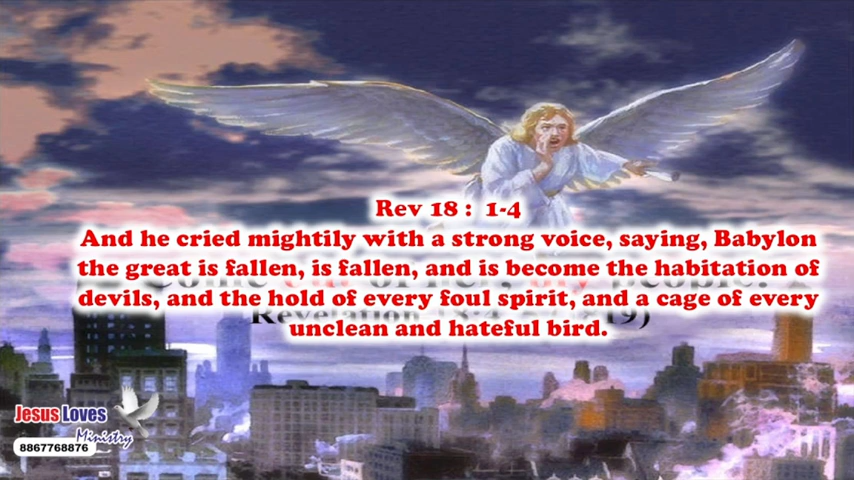 Rev 18 :  1-4
And he cried mightily with a strong voice, saying, Babylon
the great is fallen, is fallen, and is become the habitation of
devils, and the hold of every foul spirit, and a cage of every
unclean and hateful bird.
Jesus Loves
Ministry
8867768876